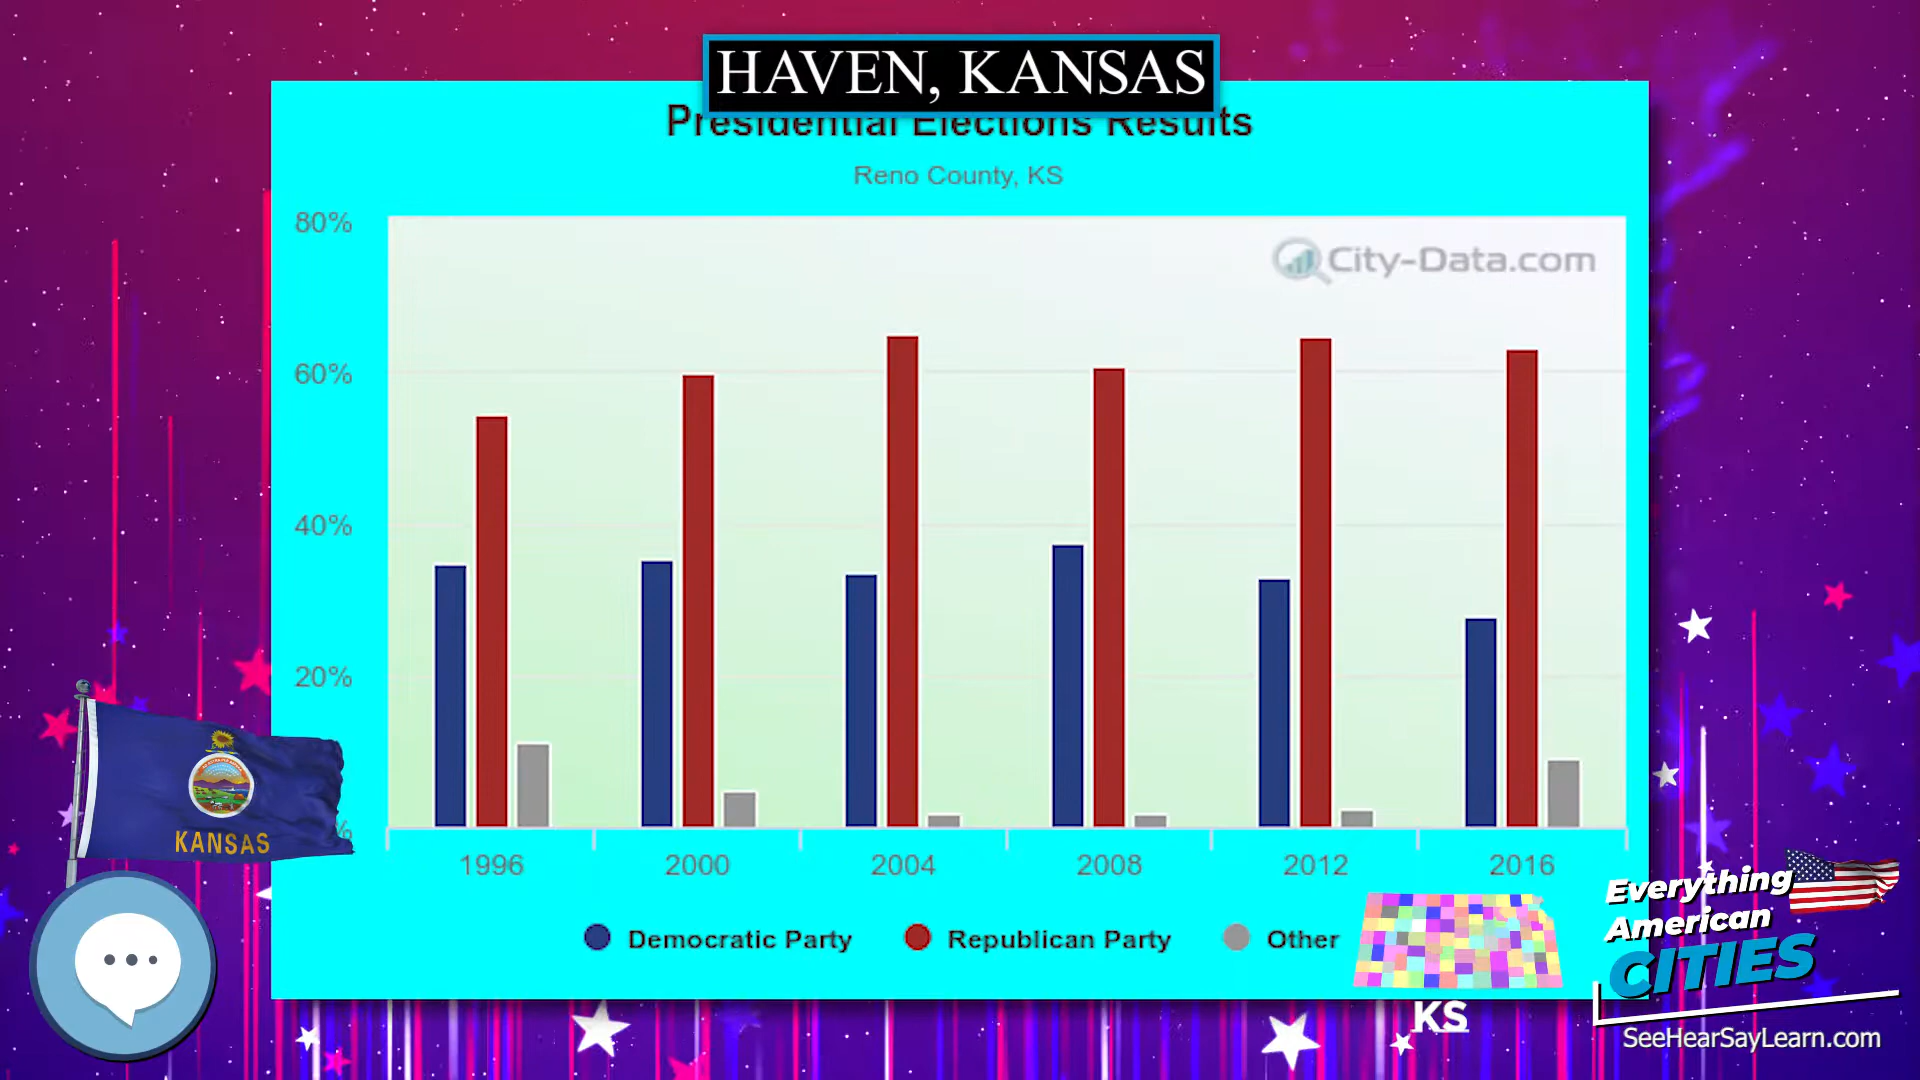 HAVEN, KANSAS
Presidential Elections Results
Reno County, KS
80%
City-Data.com
60%
40%
20%
%
1996
2000
2004
2008
2012
2016
Democratic Party
Republican Party
Other
KANSAS
KS
Everything
American
CITIES
SeeHearSayLearn.com